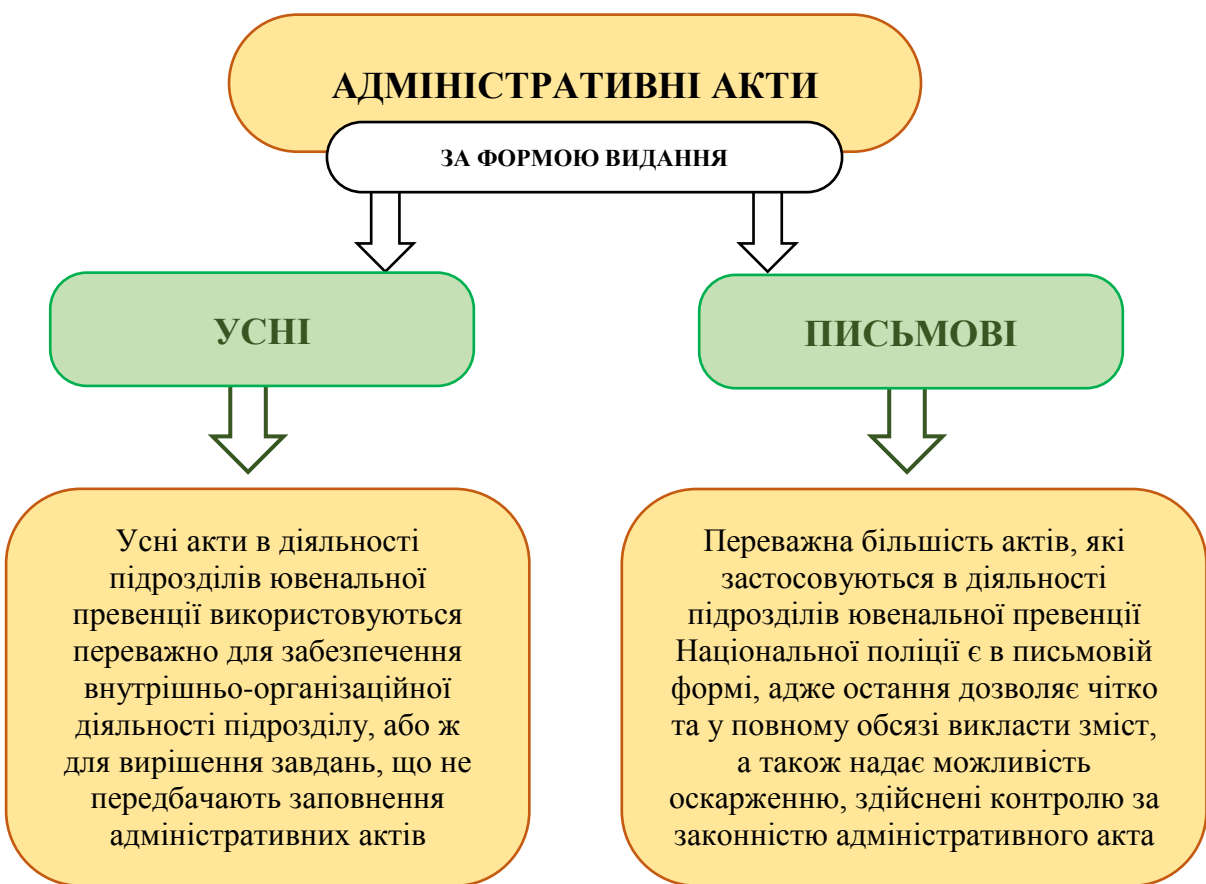 АДМІНІСТРАТИВНІ АКТИ
ЗА ФОРМОЮ ВИДАННЯ
УСНІ
ПИСЬМОВІ
Усні акти в діяльності
підрозділів ювенальної
превенції використовуються
переважно для забезпечення
внутрішньо-організаційної
діяльності підрозділу, або ж
для вирішення завдань, що не
передбачають заповнення
адміністративних актів
Переважна більшість актів, які
застосовуються в діяльності
підрозділів ювенальної превенції
Національної поліції є в письмовій
формі, адже остання дозволяє чітко
та у повному обсязі викласти зміст,
а також надає можливість
оскарженню, здійснені контролю за
законністю адміністративного акта